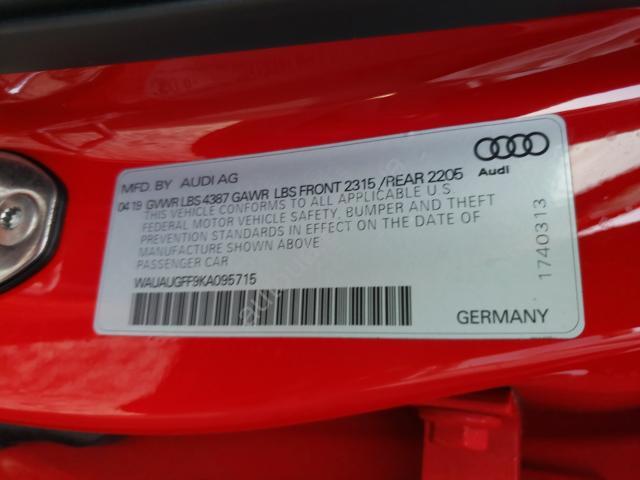 MFD. BY AUDI AG
Audi
04 19 GVWR LBS 4387 GAWR LBS FRONT 2315 /REAR 2205
THIS VEHICLE CONFORMS TO ALL APPLICABLE U.S.
FEDERAL MOTOR VEHICLE SAFETY, BUMPER AND THEFT
PREVENTION STANDARDS IN EFFECT ON THE DATE OF
MANUFACTURE SHOWN ABOVE
PASSENGER CAR
WAUAUGFF9KA095715
1740313
GERMANY